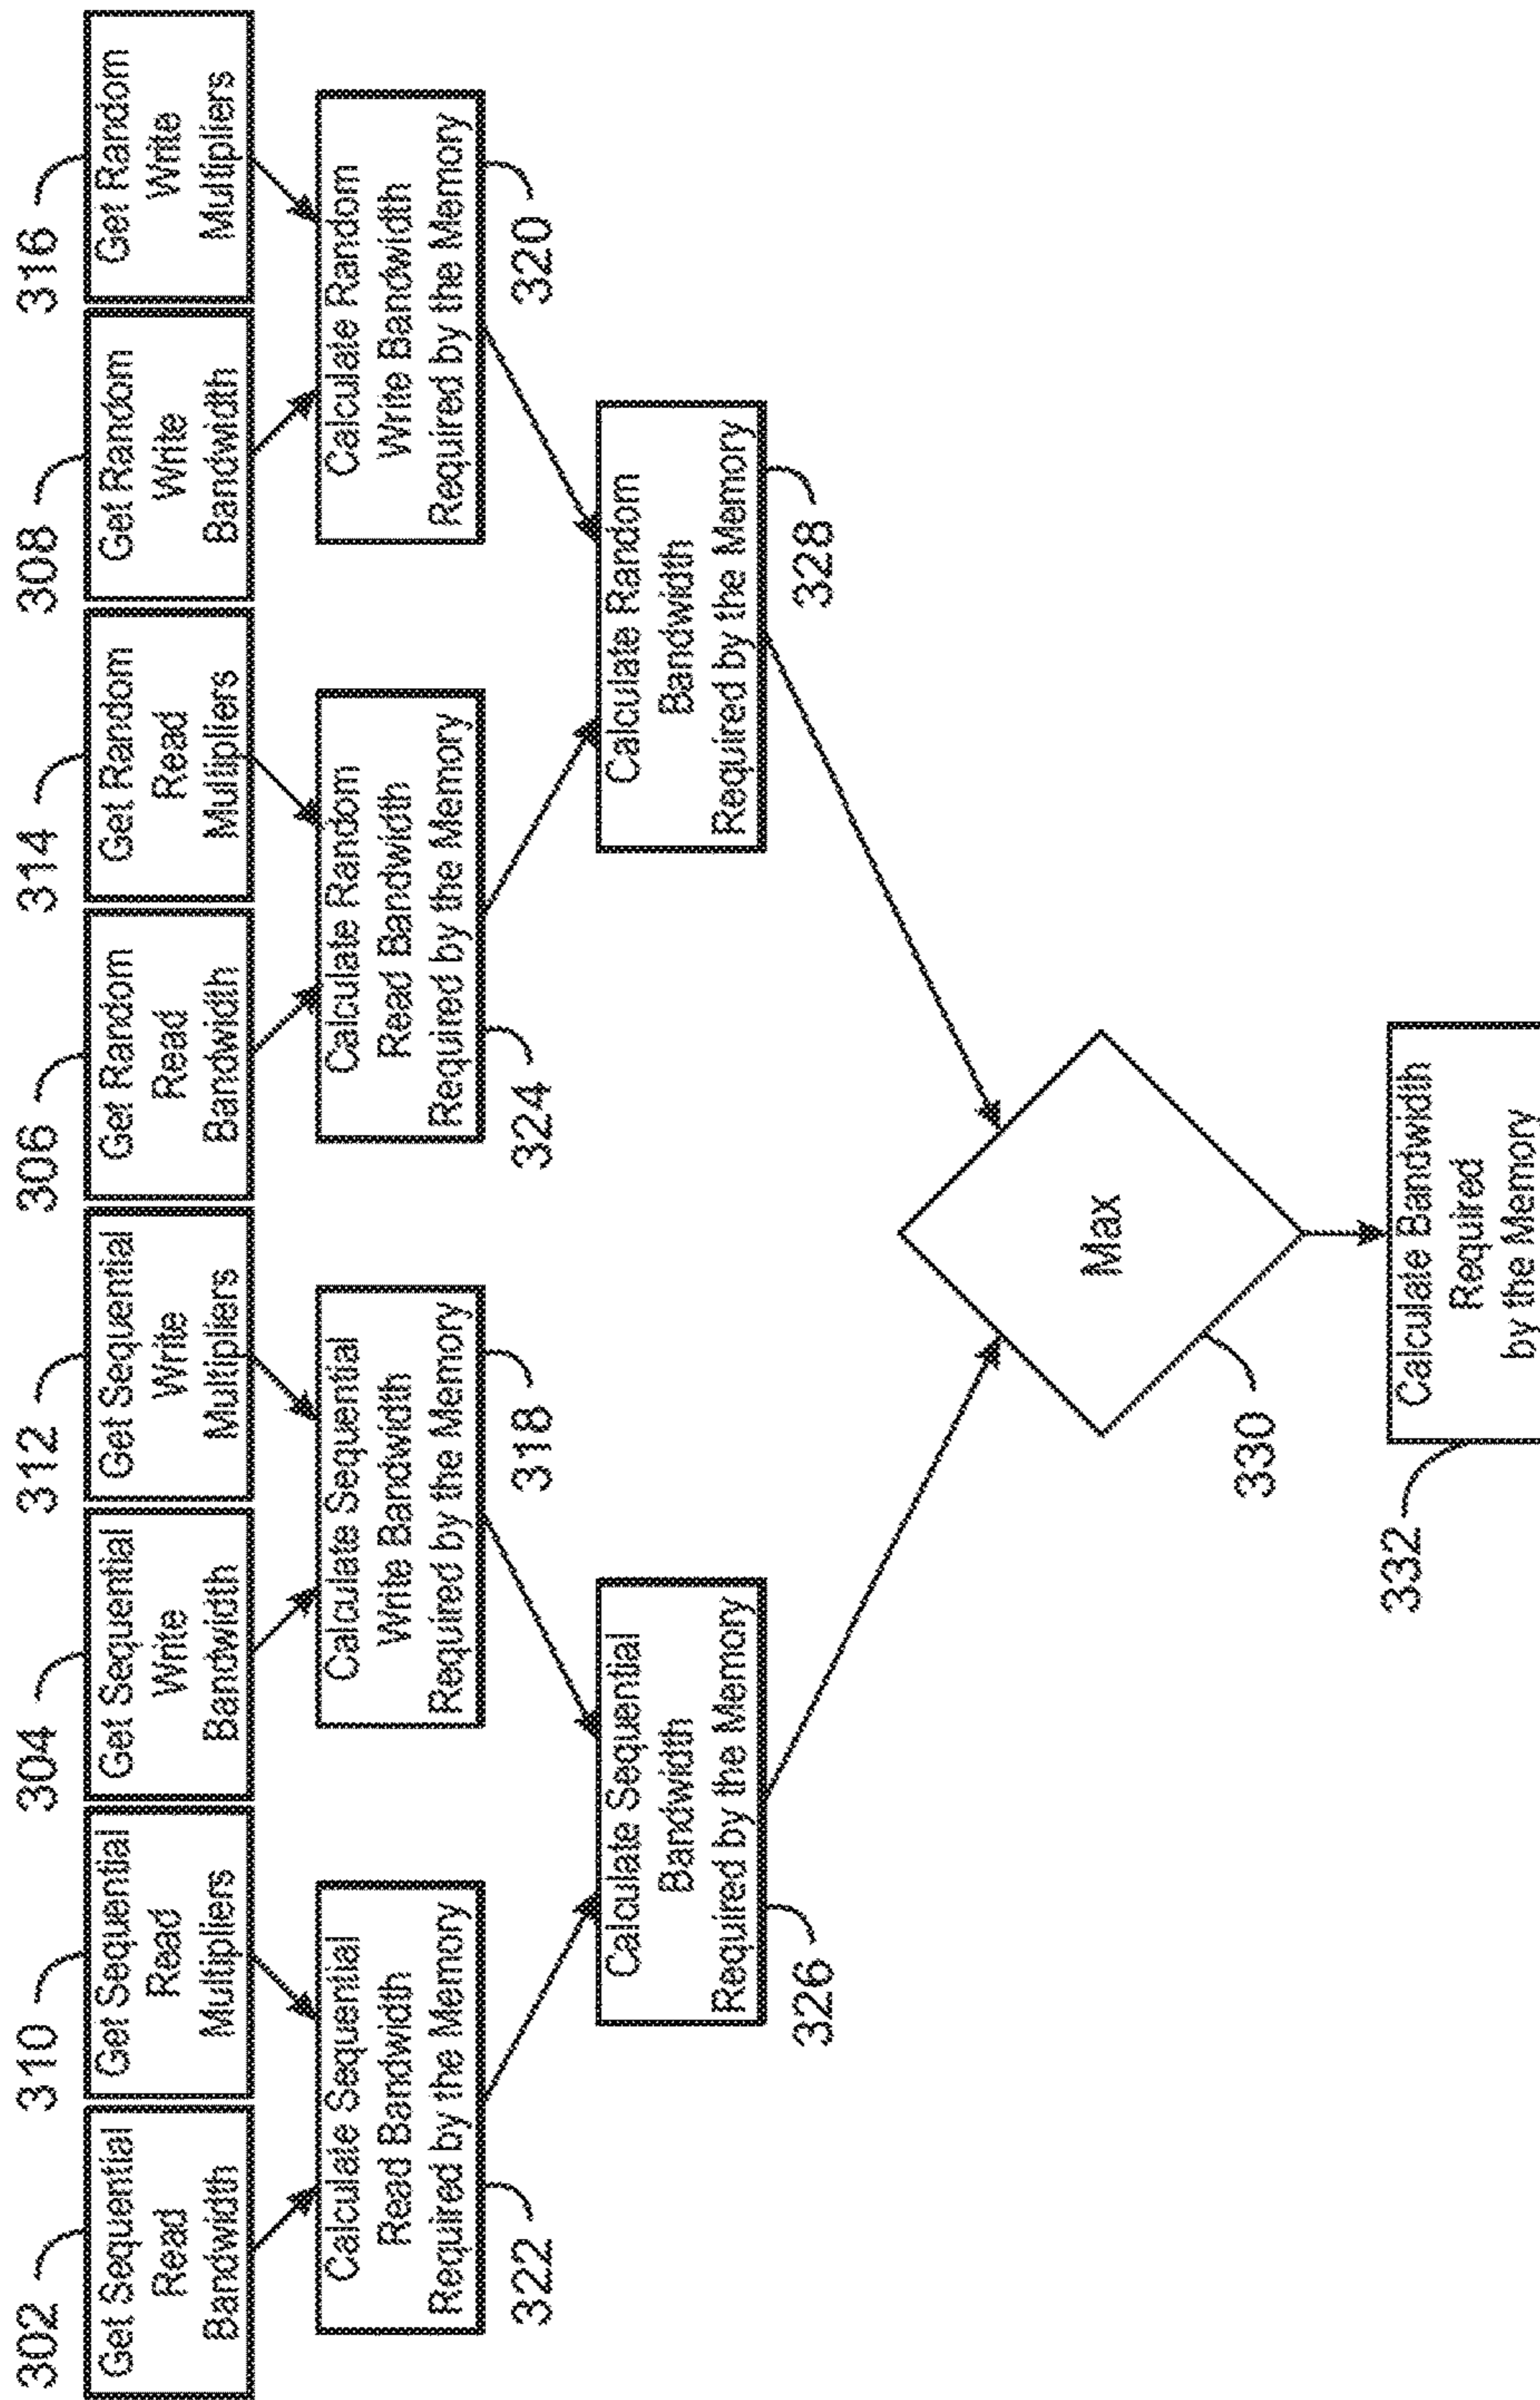 302
310
304
312
306
314
308
316
Get Sequential
Read
Bandwidth
Get Sequential
Read
Multipliers
Get Sequential
Write
Bandwidth
Get Sequential
Write
Multipliers
Get Random
Read
Bandwidth
Get Random
Read
Multipliers
Get Random
Write
Bandwidth
Get Random
Write
Multipliers
Calculate Sequential
Read Bandwidth
Required by the Memory
Calculate Sequential
Write Bandwidth
Required by the Memory
Calculate Random
Read Bandwidth
Required by the Memory
Calculate Random
Write Bandwidth
Required by the Memory
322
318
324
320
Calculate Sequential
Bandwidth
Required by the Memory
Calculate Random
Bandwidth
Required by the Memory
326
328
Max
330
332
Calculate Bandwidth
Required
by the Memory